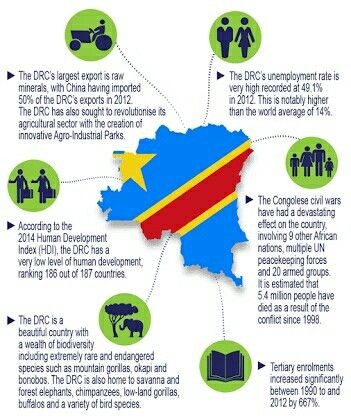 The DRC's largest export is raw
minerals, with China having imported
50% of the DRC's exports in 2012.
The DRC has also sought to revolutionise its
agricultural sector with the creation of
innovative Agro-Industrial Parks.
The DRC's unemployment rate is
very high recorded at 49.1%
in 2012. This is notably higher
than the world average of 14%.
According to the
2014 Human Development
Index (HDI), the DRC has a
very low level of human development,
ranking 186 out of 187 countries.
The Congolese civil wars
have had a devastating
effect on the country,
involving 9 other African
nations, multiple UN
peacekeeping forces
and 20 armed groups.
It is estimated that
5.4 million people have
died as a result of the
conflict since 1998.
The DRC is a
beautiful country with
a wealth of biodiversity
including extremely rare and endangered
species such as mountain gorillas, okapi and
bonobos. The DRC is also home to savanna and
forest elephants, chimpanzees, low-land gorillas,
buffalos and a variety of bird species.
Tertiary enrolments
increased significantly
between 1990 to and
2012 by 667%.